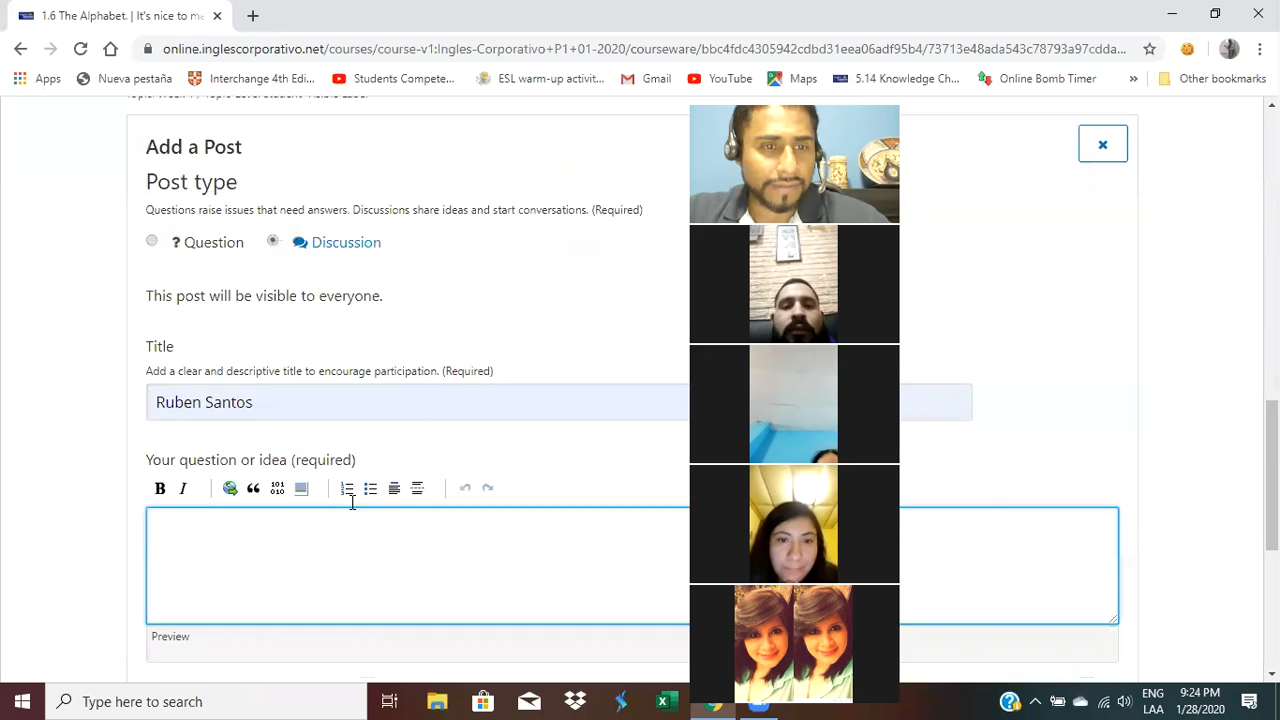 1.6 The Alphabet. | It's nice to me
online.inglescorporativo.net/courses/course-v1:Ingles-Corporativo+P1+01-2020/courseware/bbc4fdc4305942cdbd31eea06adf95b4/73713e48ada543c78793a97cdda...
Apps Nueva pestaña Interchange 4th Edi... Students Compete... ESL warm-up activit... Gmail YouTube Maps 5.14 Knowledge Ch... Online Bomb Timer » Other bookmarks
Add a Post
Post type
Questions raise issues that need answers. Discussions share ideas and start conversations. (Required)
? Question Discussion
This post will be visible to everyone.
Title
Add a clear and descriptive title to encourage participation. (Required)
Ruben Santos
Your question or idea (required)
B I
Preview
Type here to search
ENG 9:24 PM
LAA 1/28/2020